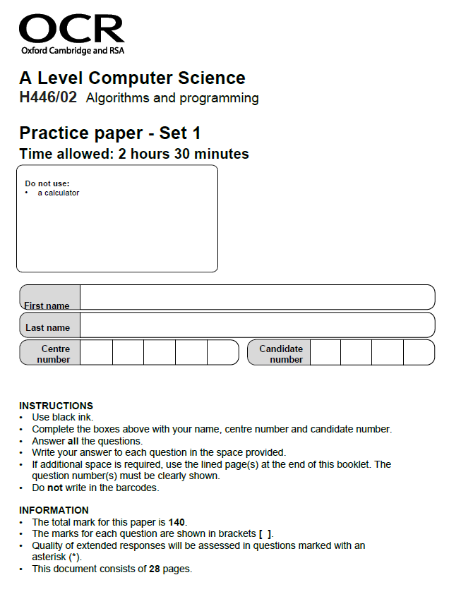 OCR
Oxford Cambridge and RSA
A Level Computer Science
H446/02 Algorithms and programming
Practice paper - Set 1
Time allowed: 2 hours 30 minutes
Do not use:
• a calculator
First name
Last name
Centre
number
Candidate
number
INSTRUCTIONS
• Use black ink.
• Complete the boxes above with your name, centre number and candidate number.
• Answer all the questions.
• Write your answer to each question in the space provided.
• If additional space is required, use the lined page(s) at the end of this booklet. The
question number(s) must be clearly shown.
• Do not write in the barcodes.
INFORMATION
• The total mark for this paper is 140.
• The marks for each question are shown in brackets [ ].
• Quality of extended responses will be assessed in questions marked with an
asterisk (*).
• This document consists of 28 pages.